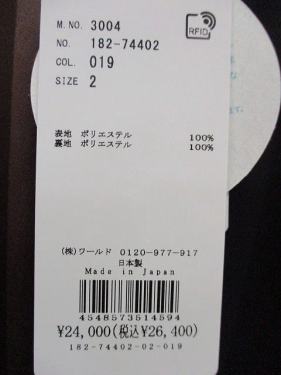 M.NO. 3004
RFID
NO. 182-74402
COL. 019
SIZE 2
表地 ポリエステル 100%
裏地 ポリエステル 100%
(株)ワールド 0120-977-917
日本製
Made in Japan
4548573514594
¥24,000(税込¥26,400)
182-74402-02-019